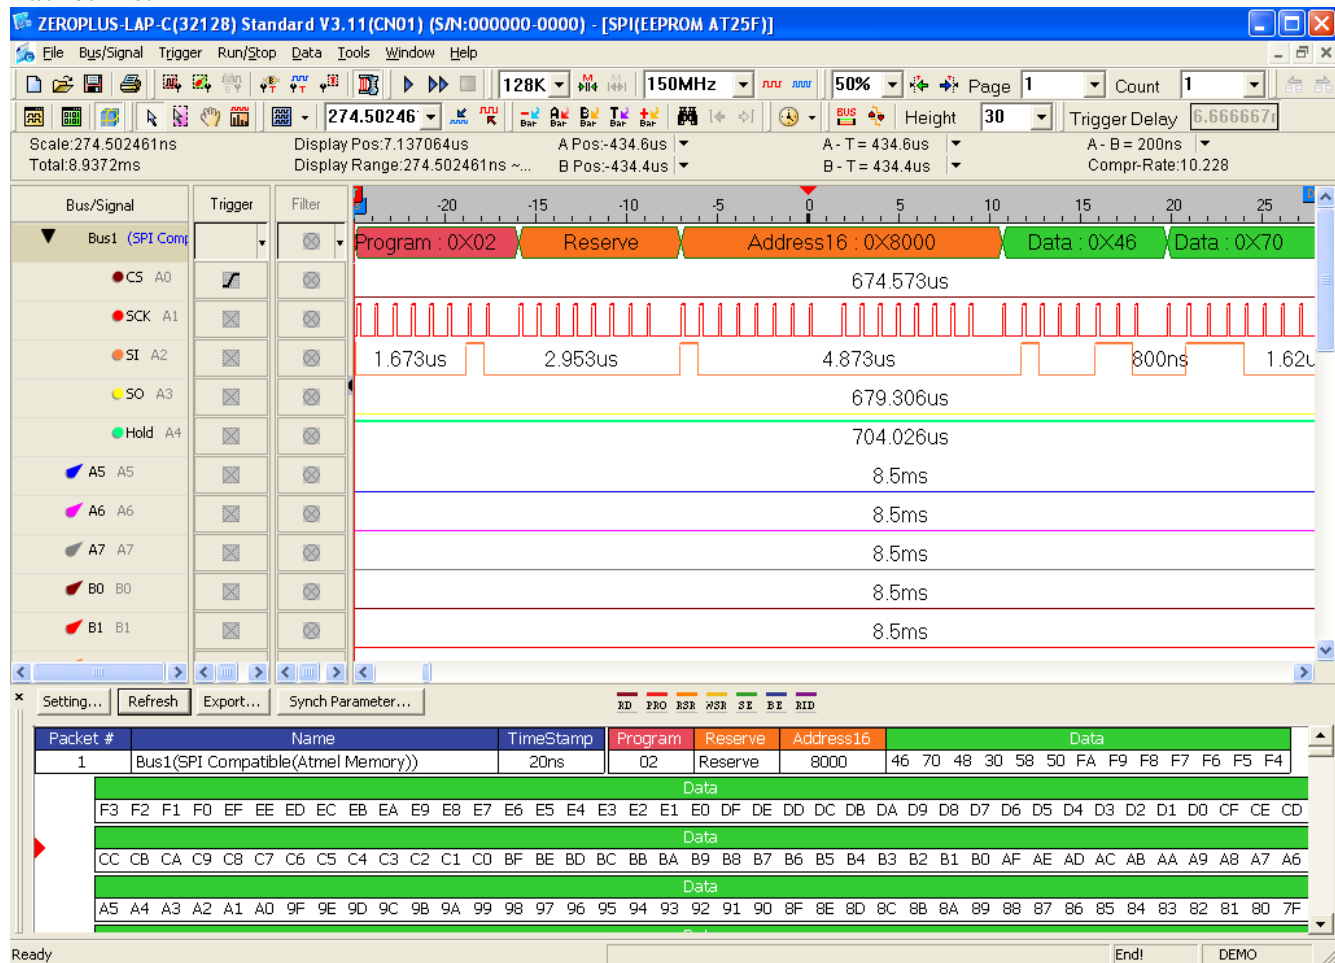 ZEROPLUS-LAP-C(32128) Standard V3.11(CN01) (S/N:000000-0000) - [SPI(EEPROM AT25F)]
File Bus/Signal Trigger Run/Stop Data Tools Window Help
128K 150MHz 50% Page 1 Count 1
274.50246 Bar Bar Bar Bar Bar BUS Height 30 Trigger Delay 6.666667r
Scale:274.502461ns Display Pos:7.137064us A Pos:-434.6us A - T = 434.6us A - B = 200ns
Total:8.9372ms Display Range:274.502461ns ~... B Pos:-434.4us B - T = 434.4us Compr-Rate:10.228
Bus/Signal Trigger Filter -20 -15 -10 -5 0 5 10 15 20 25
Bus1 (SPI Comp Program : 0X02 Reserve Address16 : 0X8000 Data : 0X46 Data : 0X70
CS A0 674.573us
SCK A1
SI A2 1.673us 2.953us 4.873us 800ns 1.62u
SO A3 679.306us
Hold A4 704.026us
A5 A5 8.5ms
A6 A6 8.5ms
A7 A7 8.5ms
B0 B0 8.5ms
B1 B1 8.5ms
Setting... Refresh Export... Synch Parameter... RD PRO RSR WSR SE BE RID
Packet # Name TimeStamp Program Reserve Address16 Data
1 Bus1(SPI Compatible(Atmel Memory)) 20ns 02 Reserve 8000 46 70 48 30 58 50 FA F9 F8 F7 F6 F5 F4
Data
F3 F2 F1 F0 EF EE ED EC EB EA E9 E8 E7 E6 E5 E4 E3 E2 E1 E0 DF DE DD DC DB DA D9 D8 D7 D6 D5 D4 D3 D2 D1 D0 CF CE CD
Data
CC CB CA C9 C8 C7 C6 C5 C4 C3 C2 C1 C0 BF BE BD BC BB BA B9 B8 B7 B6 B5 B4 B3 B2 B1 B0 AF AE AD AC AB AA A9 A8 A7 A6
Data
A5 A4 A3 A2 A1 A0 9F 9E 9D 9C 9B 9A 99 98 97 96 95 94 93 92 91 90 8F 8E 8D 8C 8B 8A 89 88 87 86 85 84 83 82 81 80 7F
Ready End! DEMO